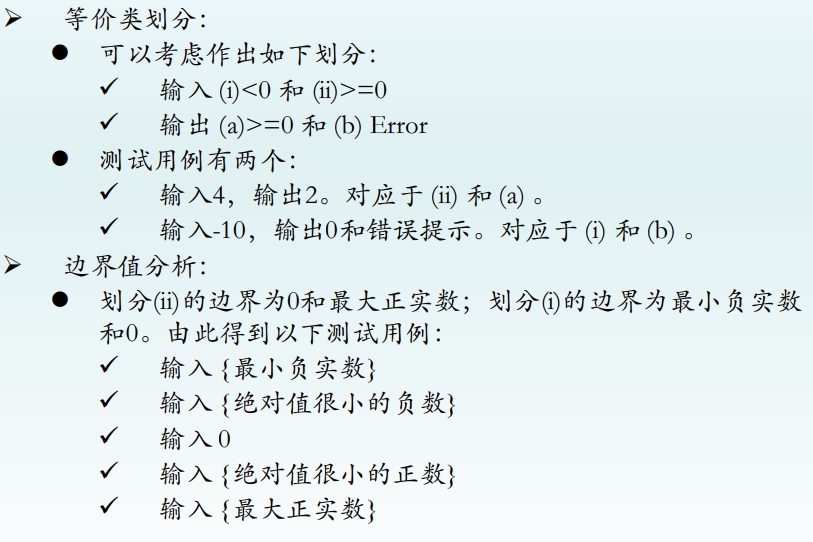 ➢ 等价类划分：
● 可以考虑作出如下划分：
✓ 输入 (i)<0 和 (ii)>=0
✓ 输出 (a)>=0 和 (b) Error
● 测试用例有两个：
✓ 输入4，输出2。对应于 (ii) 和 (a) 。
✓ 输入-10，输出0和错误提示。对应于 (i) 和 (b) 。
➢ 边界值分析：
● 划分(ii)的边界为0和最大正实数；划分(i)的边界为最小负实数
和0。由此得到以下测试用例：
✓ 输入 {最小负实数}
✓ 输入 {绝对值很小的负数}
✓ 输入 0
✓ 输入 {绝对值很小的正数}
✓ 输入 {最大正实数}